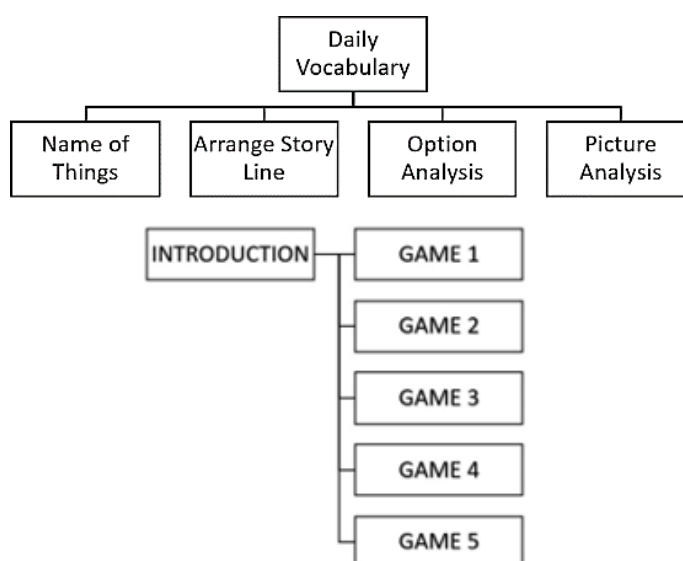 Daily
Vocabulary
Name of
Things
Arrange Story
Line
Option
Analysis
Picture
Analysis
INTRODUCTION
GAME 1
GAME 2
GAME 3
GAME 4
GAME 5